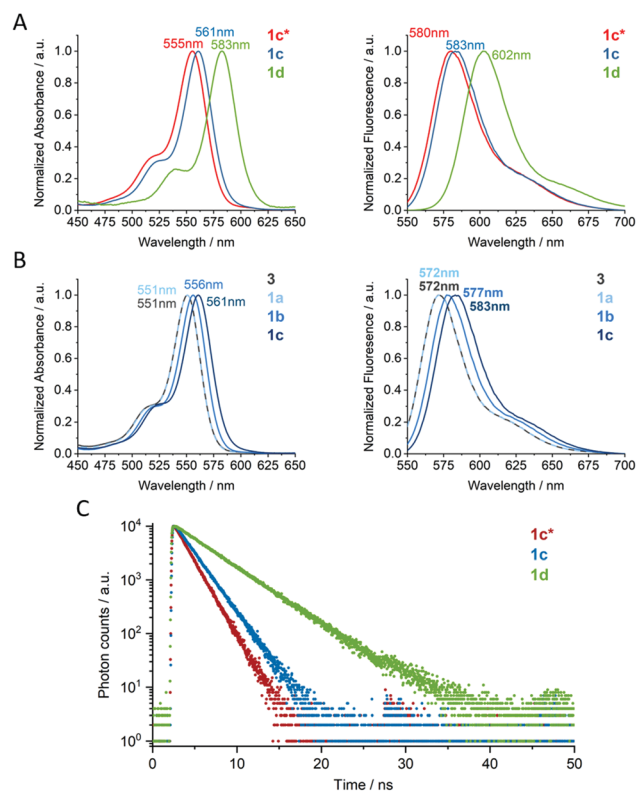 A
555nm
561nm
583nm
1c*
1c
1d
Normalized Absorbance / a.u.
1.0
0.8
0.6
0.4
0.2
0.0
450 475 500 525 550 575 600 625 650
Wavelength / nm
580nm
583nm
602nm
1c*
1c
1d
Normalized Fluorescence / a.u.
1.0
0.8
0.6
0.4
0.2
0.0
550 575 600 625 650 675 700
Wavelength / nm
B
551nm
551nm
556nm
561nm
3
1a
1b
1c
Normalized Absorbance / a.u.
1.0
0.8
0.6
0.4
0.2
0.0
450 475 500 525 550 575 600 625 650
Wavelength / nm
572nm
572nm
577nm
583nm
3
1a
1b
1c
Normalized Fluoresence / a.u.
1.0
0.8
0.6
0.4
0.2
0.0
550 575 600 625 650 675 700
Wavelength / nm
C
1c*
1c
1d
Photon counts / a.u.
10⁴
10³
10²
10¹
10⁰
0 10 20 30 40 50
Time / ns